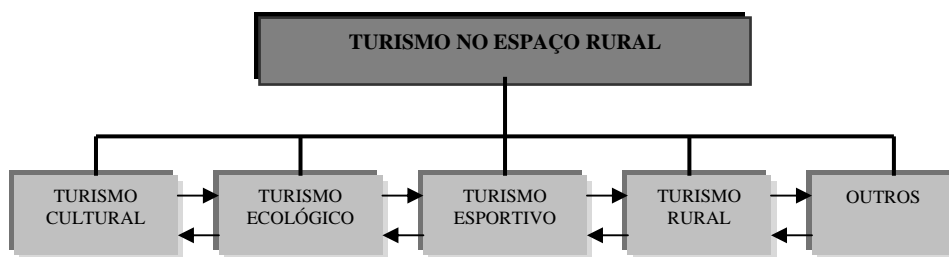 TURISMO NO ESPAÇO RURAL
TURISMO
CULTURAL
TURISMO
ECOLÓGICO
TURISMO
ESPORTIVO
TURISMO
RURAL
OUTROS